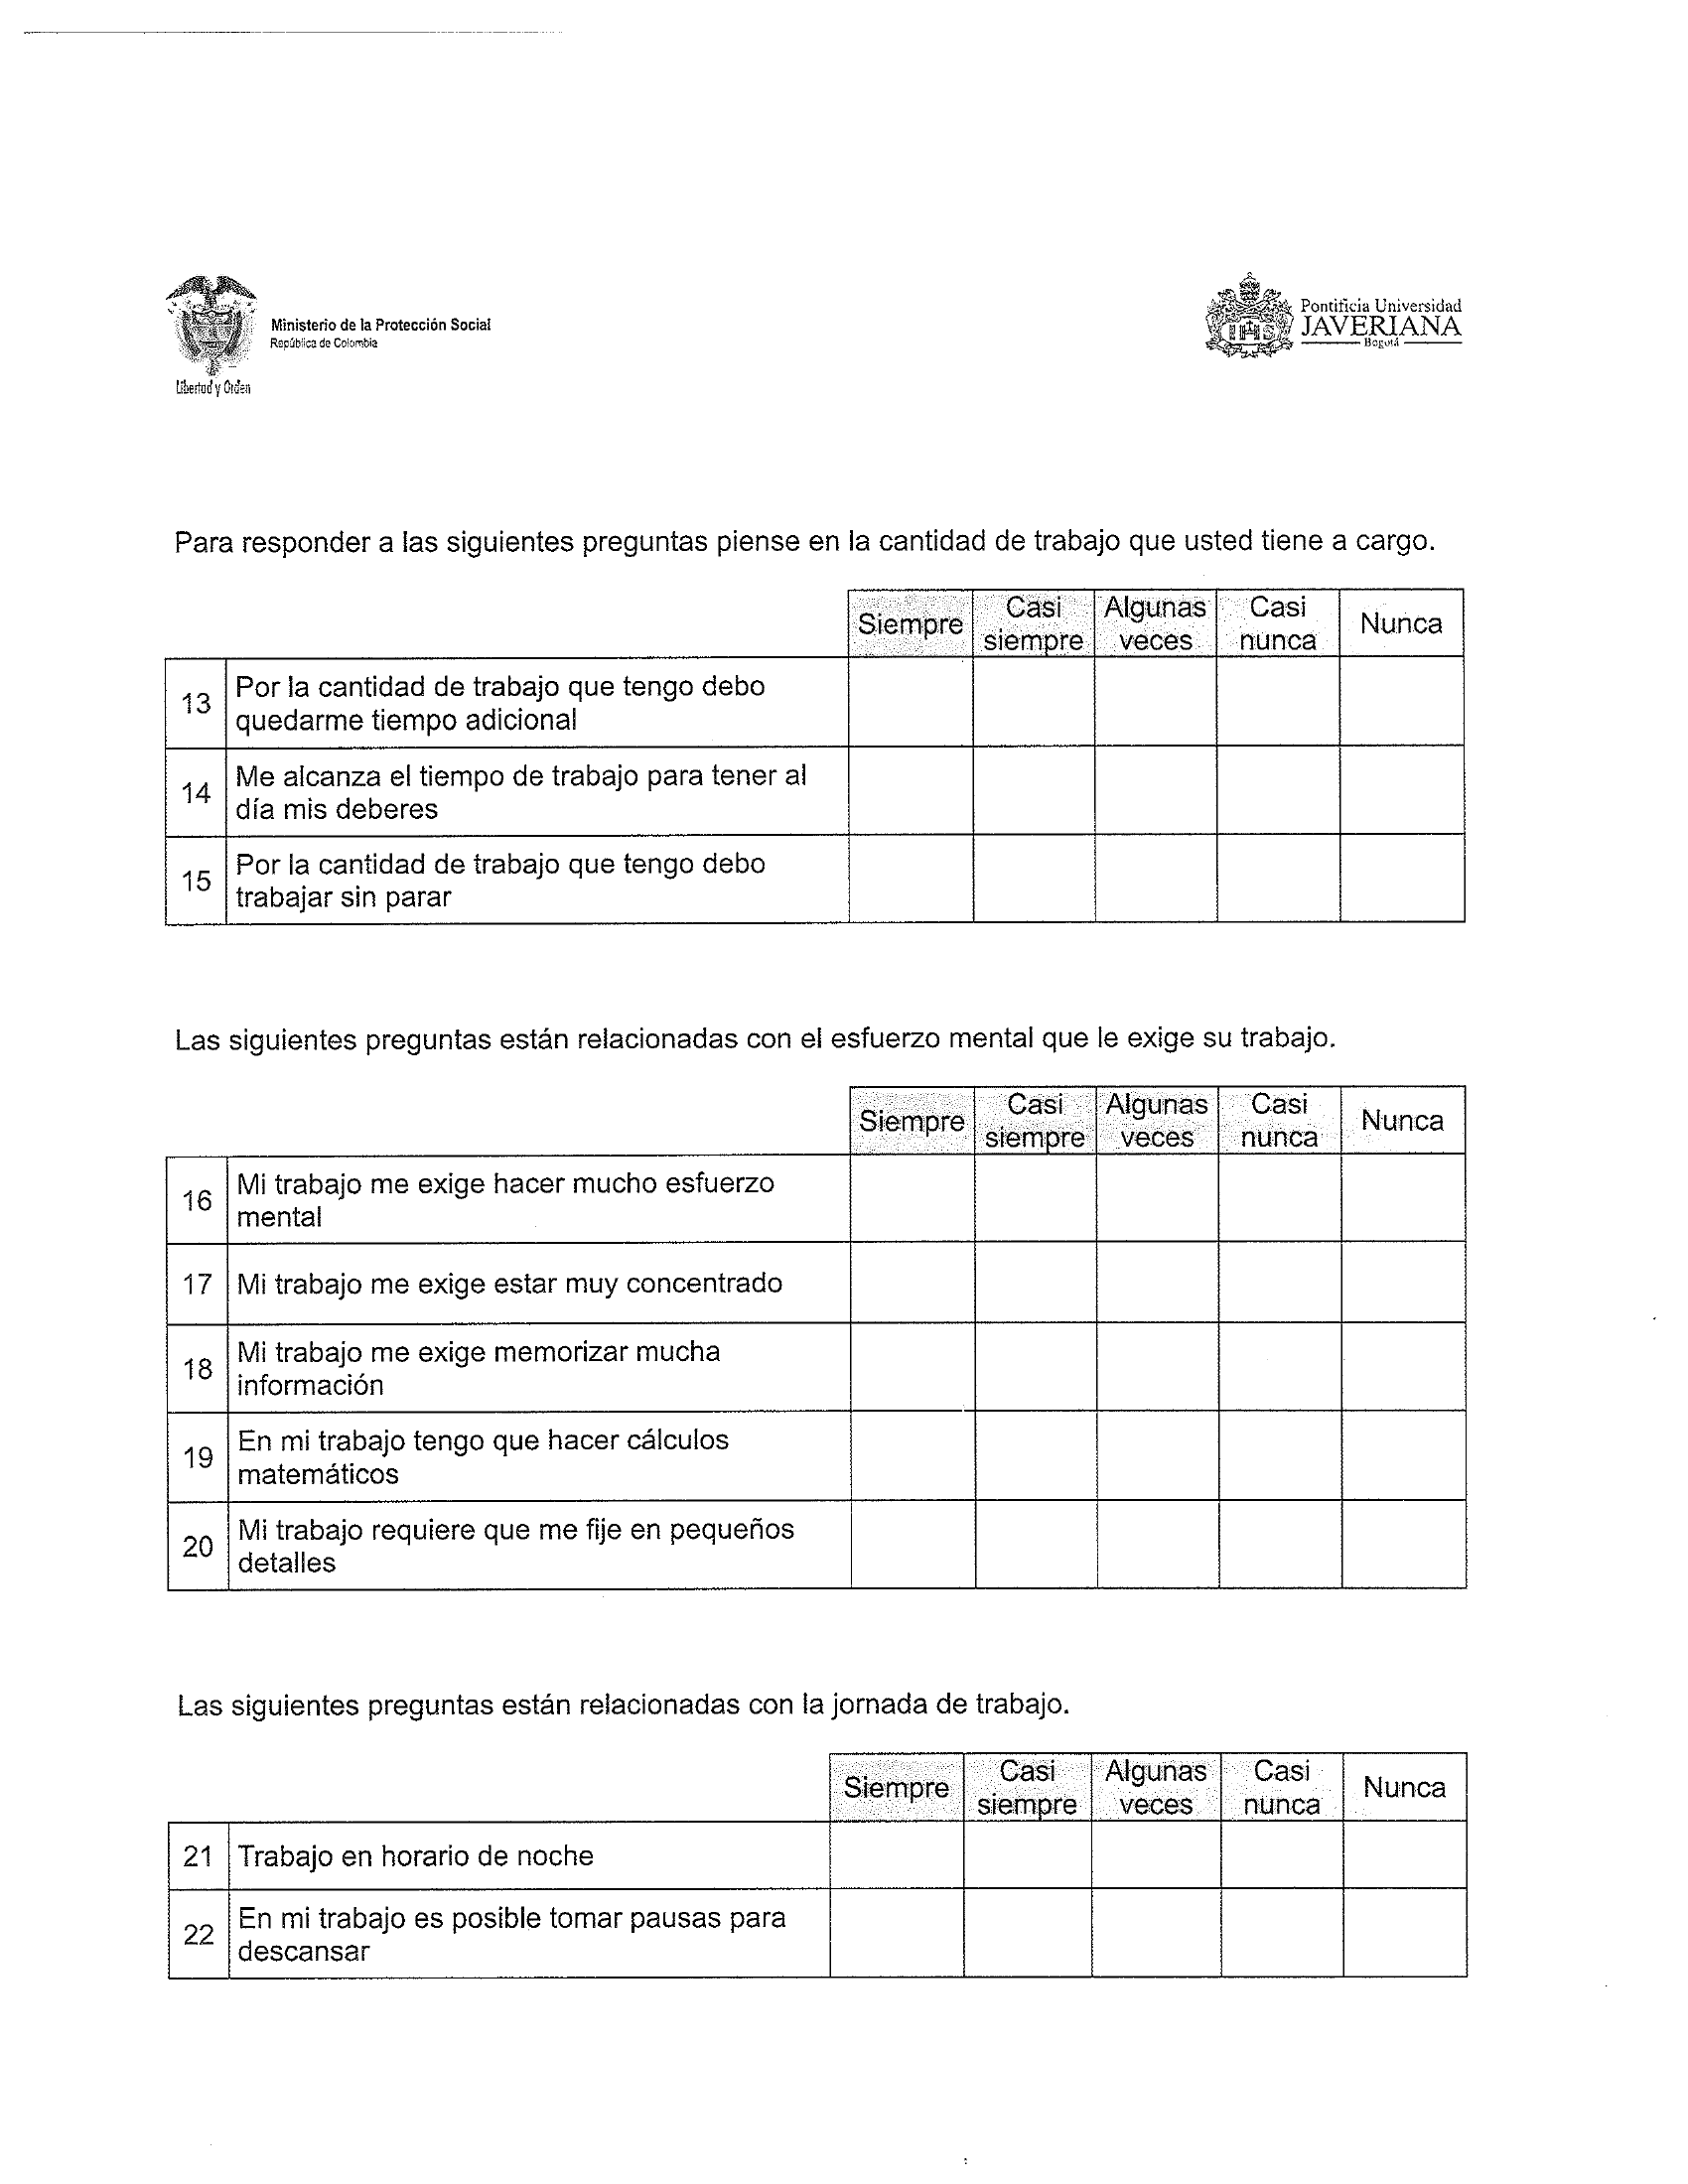 Ministerio de la Protección Social
República de Colombia
Libertad y Orden
Pontificia Universidad
JAVERIANA
Bogotá
Para responder a las siguientes preguntas piense en la cantidad de trabajo que usted tiene a cargo.
Siempre Casi siempre Algunas veces Casi nunca Nunca
13 Por la cantidad de trabajo que tengo debo
quedarme tiempo adicional
14 Me alcanza el tiempo de trabajo para tener al
día mis deberes
15 Por la cantidad de trabajo que tengo debo
trabajar sin parar
Las siguientes preguntas están relacionadas con el esfuerzo mental que le exige su trabajo.
Siempre Casi siempre Algunas veces Casi nunca Nunca
16 Mi trabajo me exige hacer mucho esfuerzo
mental
17 Mi trabajo me exige estar muy concentrado
18 Mi trabajo me exige memorizar mucha
información
19 En mi trabajo tengo que hacer cálculos
matemáticos
20 Mi trabajo requiere que me fije en pequeños
detalles
Las siguientes preguntas están relacionadas con la jornada de trabajo.
Siempre Casi siempre Algunas veces Casi nunca Nunca
21 Trabajo en horario de noche
22 En mi trabajo es posible tomar pausas para
descansar